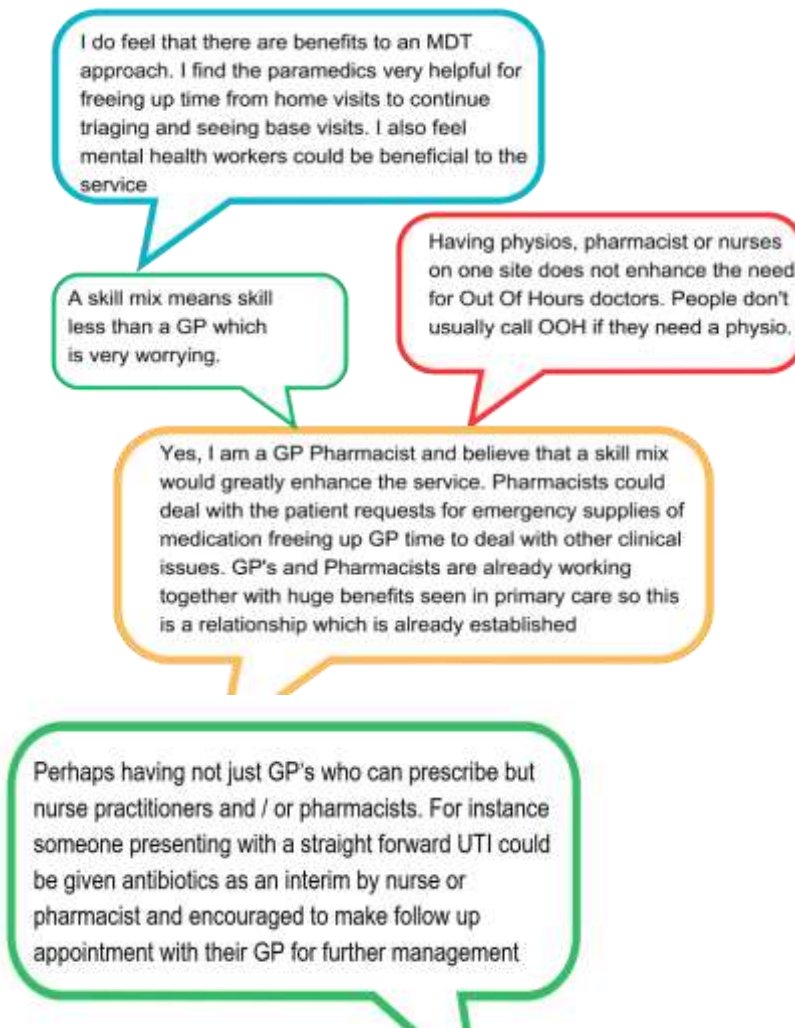 I do feel that there are benefits to an MDT
approach. I find the paramedics very helpful for
freeing up time from home visits to continue
triaging and seeing base visits. I also feel
mental health workers could be beneficial to the
service
Having physios, pharmacist or nurses
on one site does not enhance the need
for Out Of Hours doctors. People don't
usually call OOH if they need a physio.
A skill mix means skill
less than a GP which
is very worrying.
Yes, I am a GP Pharmacist and believe that a skill mix
would greatly enhance the service. Pharmacists could
deal with the patient requests for emergency supplies of
medication freeing up GP time to deal with other clinical
issues. GP's and Pharmacists are already working
together with huge benefits seen in primary care so this
is a relationship which is already established
Perhaps having not just GP's who can prescribe but
nurse practitioners and / or pharmacists. For instance
someone presenting with a straight forward UTI could
be given antibiotics as an interim by nurse or
pharmacist and encouraged to make follow up
appointment with their GP for further management